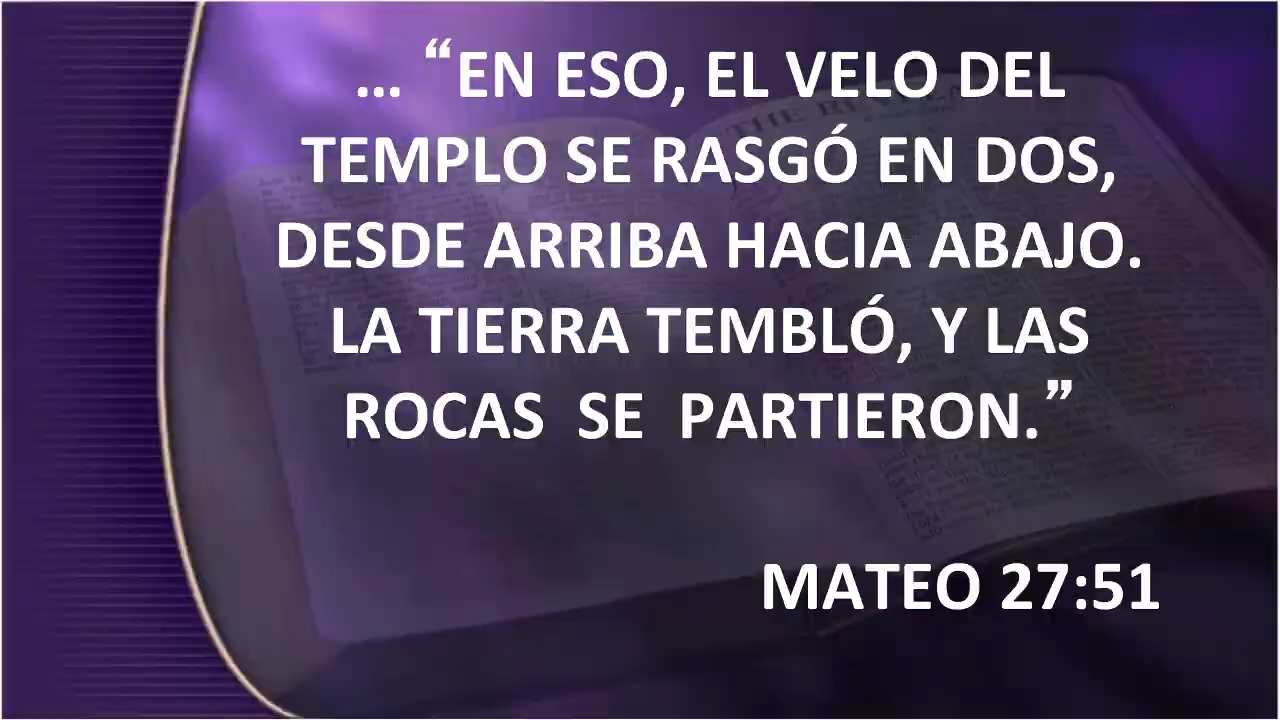 ... “EN ESO, EL VELO DEL
TEMPLO SE RASGÓ EN DOS,
DESDE ARRIBA HACIA ABAJO.
LA TIERRA TEMBLÓ, Y LAS
ROCAS SE PARTIERON.”
MATEO 27:51